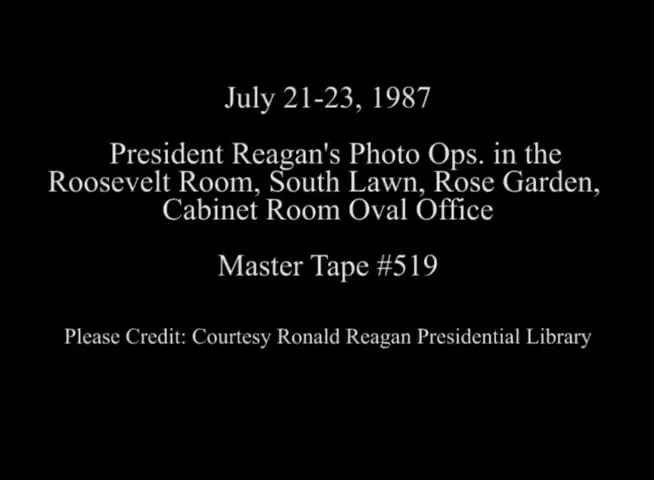 July 21-23, 1987
President Reagan's Photo Ops. in the
Roosevelt Room, South Lawn, Rose Garden,
Cabinet Room Oval Office
Master Tape #519
Please Credit: Courtesy Ronald Reagan Presidential Library